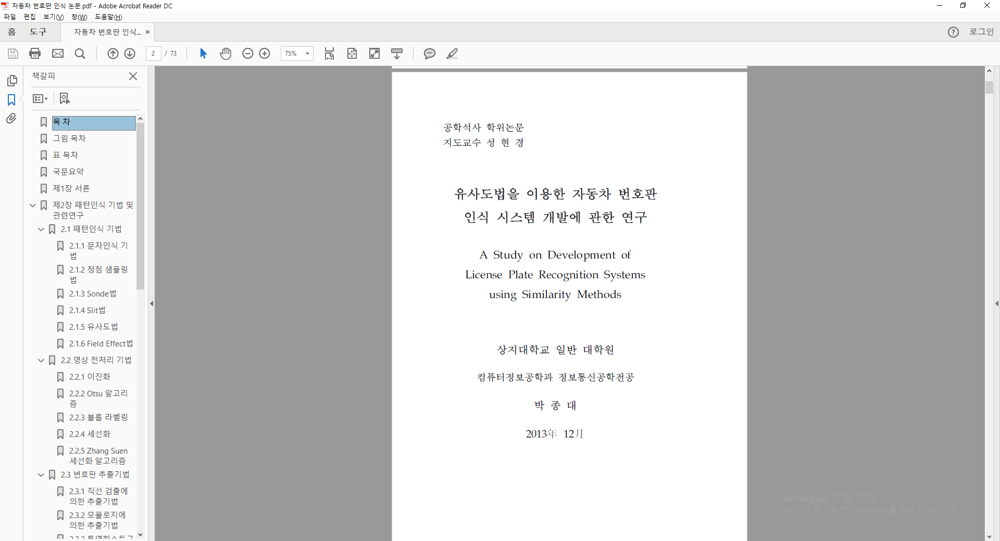 자동차 번호판 인식 논문.pdf - Adobe Acrobat Reader DC
파일 편집 보기(V) 창(W) 도움말(H)
홈 도구 자동차 번호판 인식... × ? 로그인
2 / 73 75%
책갈피
목 차
그림 목차
표 목차
국문요약
제1장 서론
제2장 패턴인식 기법 및
관련연구
2.1 패턴인식 기법
2.1.1 문자인식 기
법
2.1.2 정점 샘플링
법
2.1.3 Sonde법
2.1.4 Slit법
2.1.5 유사도법
2.1.6 Field Effect법
2.2 영상 전처리 기법
2.2.1 이진화
2.2.2 Otsu 알고리
즘
2.2.3 블롭 라벨링
2.2.4 세선화
2.2.5 Zhang Suen
세선화 알고리즘
2.3 번호판 추출기법
2.3.1 직선 검출에
의한 추출기법
2.3.2 모폴로지에
의한 추출기법
공학석사 학위논문
지도교수 성 현 경
유사도법을 이용한 자동차 번호판
인식 시스템 개발에 관한 연구
A Study on Development of
License Plate Recognition Systems
using Similarity Methods
상지대학교 일반 대학원
컴퓨터정보공학과 정보통신공학전공
박 종 대
2013年 12月
Windows 정품 인증
[설정]으로 이동하여 Windows를 정품 인증합니다.